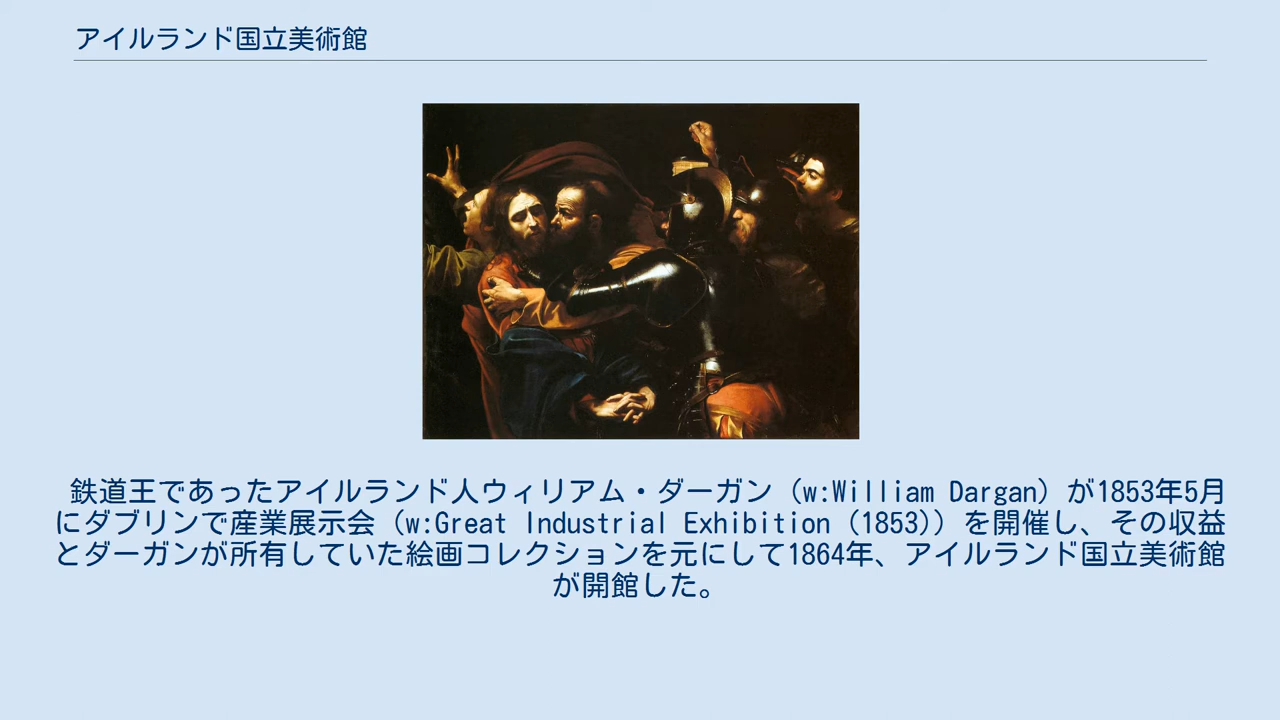 アイルランド国立美術館
鉄道王であったアイルランド人ウィリアム・ダーガン（w:William Dargan）が1853年5月
にダブリンで産業展示会（w:Great Industrial Exhibition（1853））を開催し、その収益
とダーガンが所有していた絵画コレクションを元にして1864年、アイルランド国立美術館
が開館した。